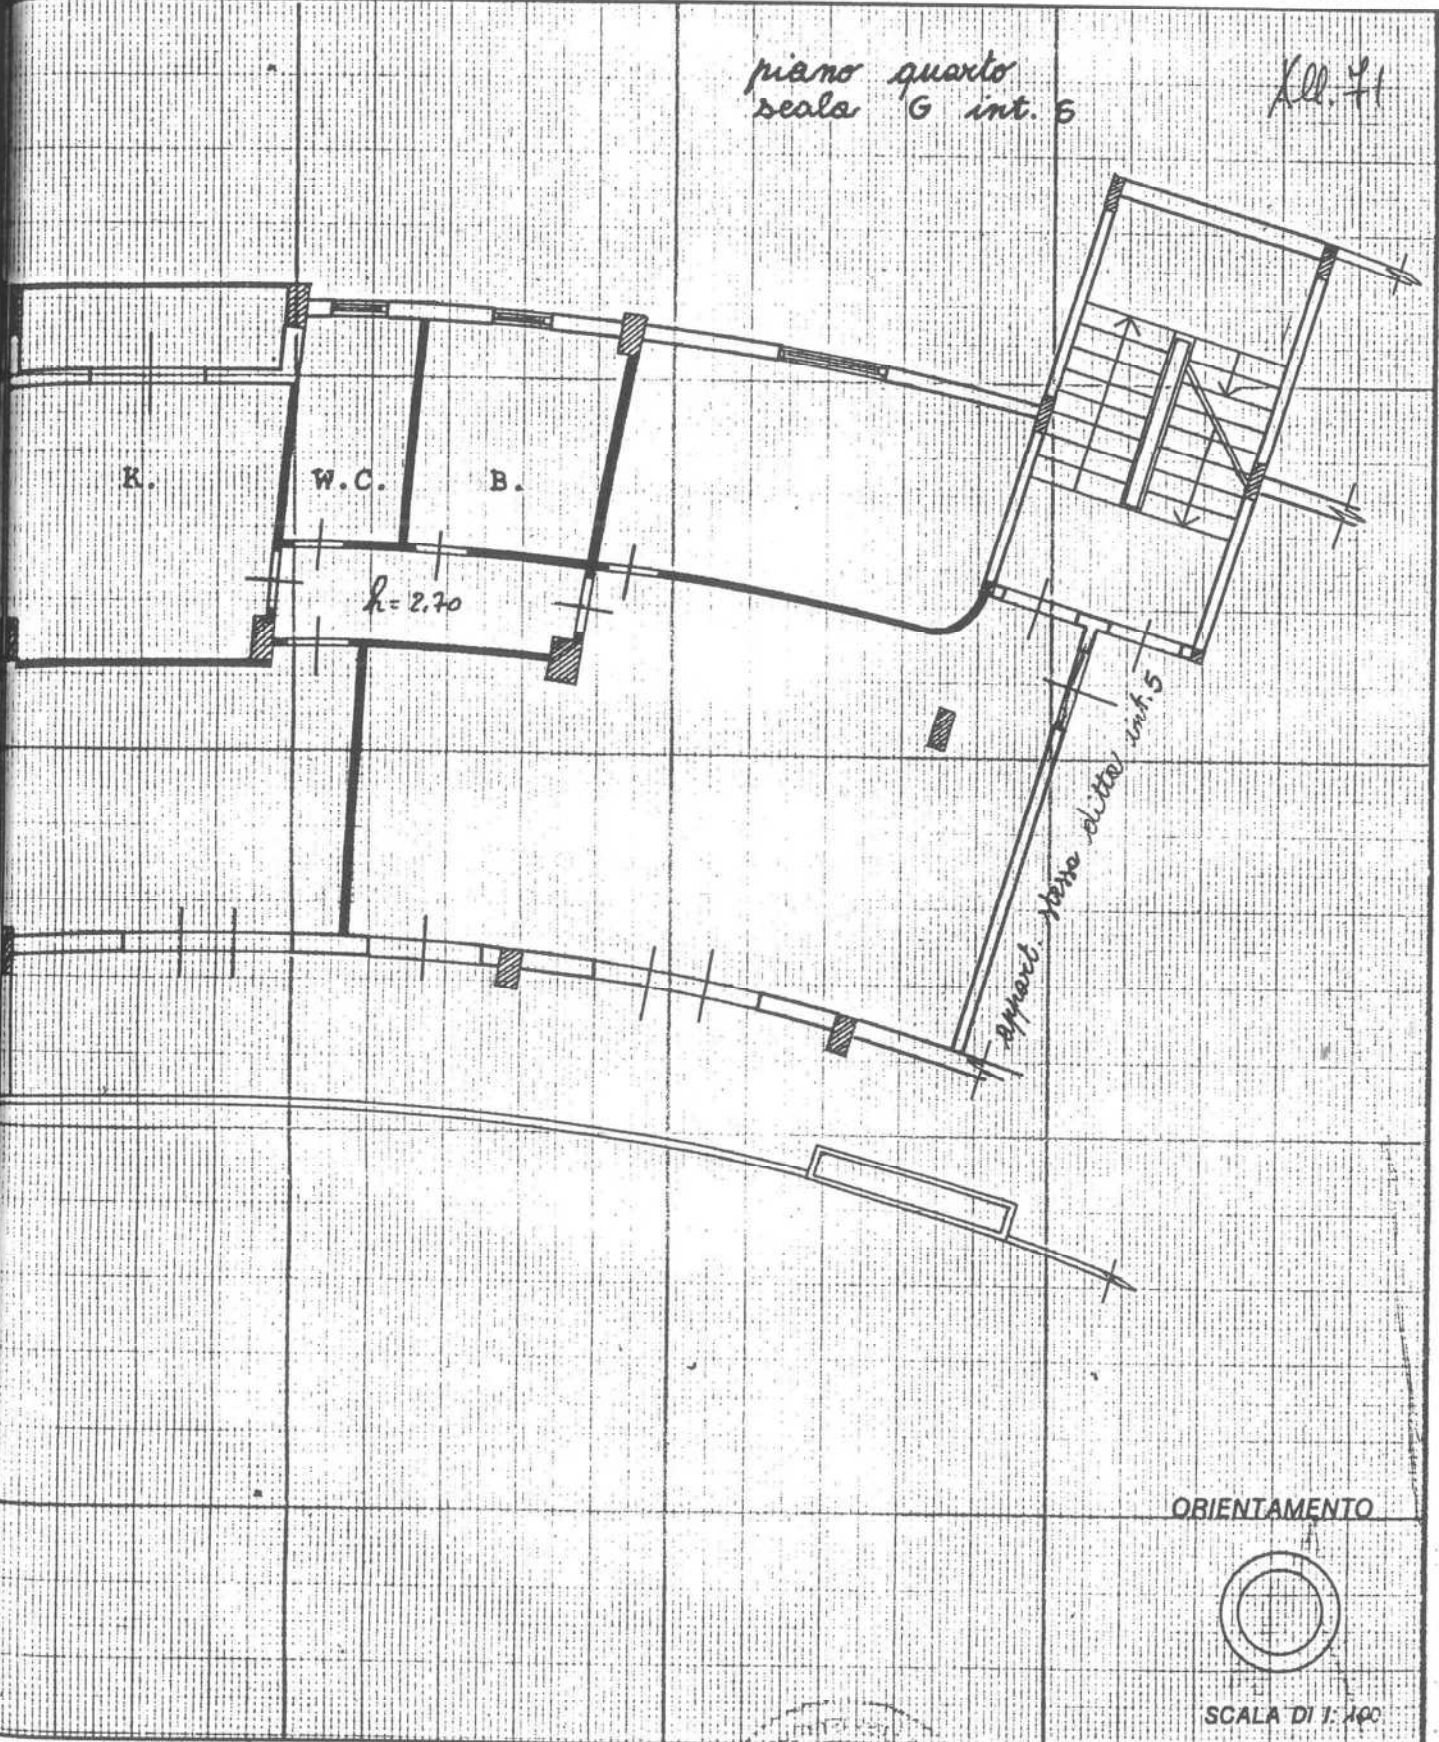 piano quarto
scala G int. 6
All. 71
K.
W.C.
B.
h=2.70
appart. stessa ditta int. 5
ORIENTAMENTO
SCALA DI 1: 100